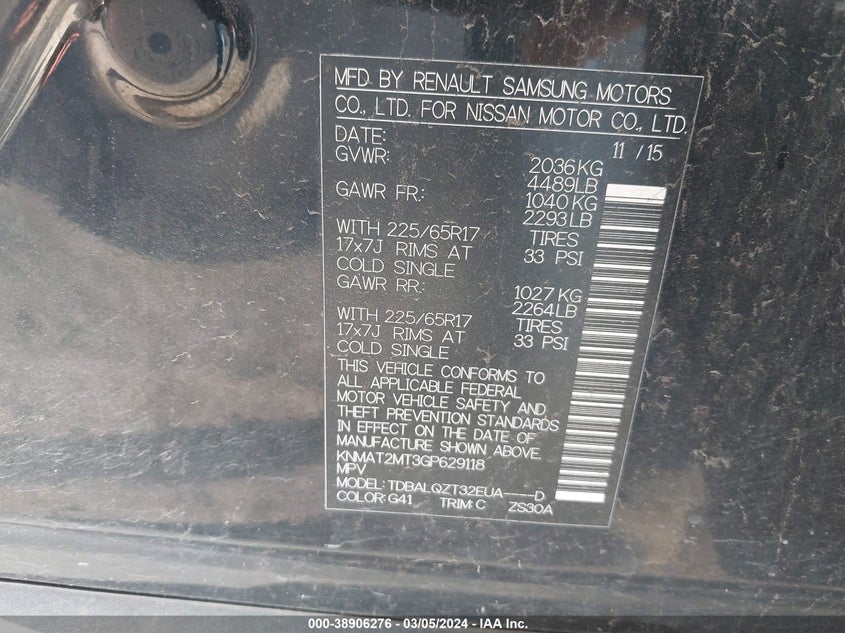 MFD BY RENAULT SAMSUNG MOTORS
CO., LTD. FOR NISSAN MOTOR CO., LTD.
DATE: 11 / 15
GVWR: 2036KG
4489LB
GAWR FR.: 1040KG
2293LB
WITH 225/65R17 TIRES
17x7J RIMS AT 33 PSI
COLD SINGLE
GAWR RR.: 1027KG
2264LB
WITH 225/65R17 TIRES
17x7J RIMS AT 33 PSI
COLD SINGLE
THIS VEHICLE CONFORMS TO
ALL APPLICABLE FEDERAL
MOTOR VEHICLE SAFETY AND
THEFT PREVENTION STANDARDS
IN EFFECT ON THE DATE OF
MANUFACTURE SHOWN ABOVE.
KNMAT2MT3GP629118
MPV
MODEL: TDBALQZT32EUA----D
COLOR: G41 TRIM: C ZS30A
000-38906276 - 03/05/2024 - IAA Inc.